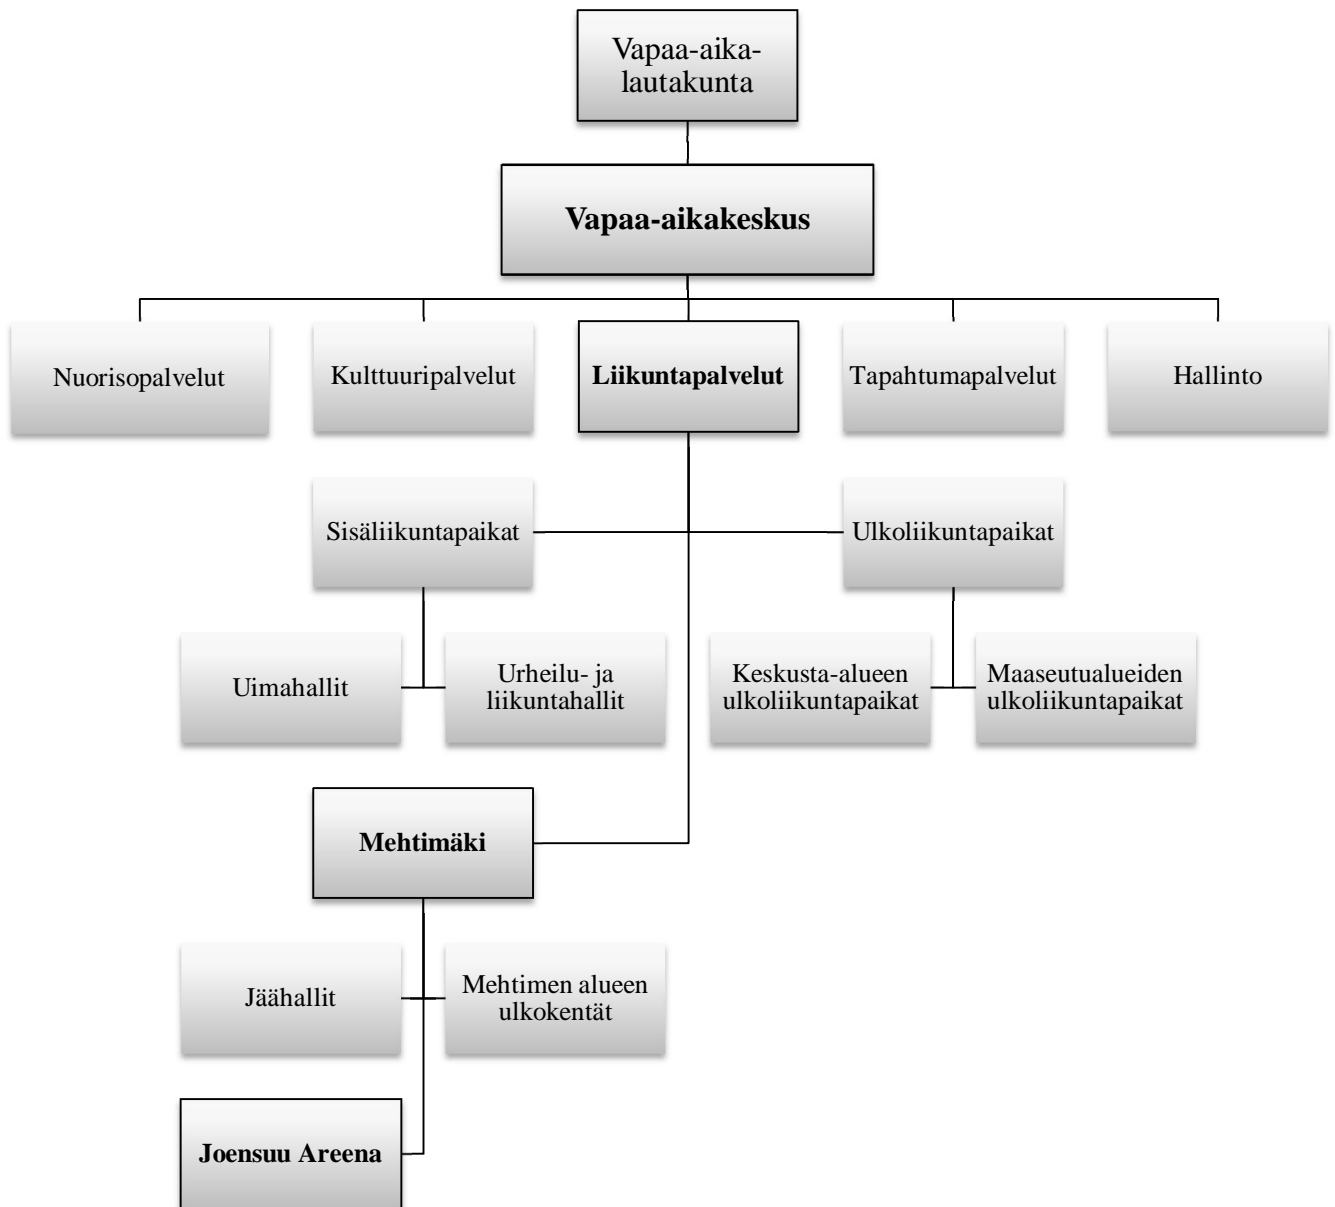 Vapaa-aika-
lautakunta
Vapaa-aikakeskus
Nuorisopalvelut
Kulttuuripalvelut
Liikuntapalvelut
Tapahtumapalvelut
Hallinto
Sisäliikuntapaikat
Ulkoliikuntapaikat
Uimahallit
Urheilu- ja
liikuntahallit
Keskusta-alueen
ulkoliikuntapaikat
Maaseutualueiden
ulkoliikuntapaikat
Mehtimäki
Jäähallit
Mehtimen alueen
ulkokentät
Joensuu Areena